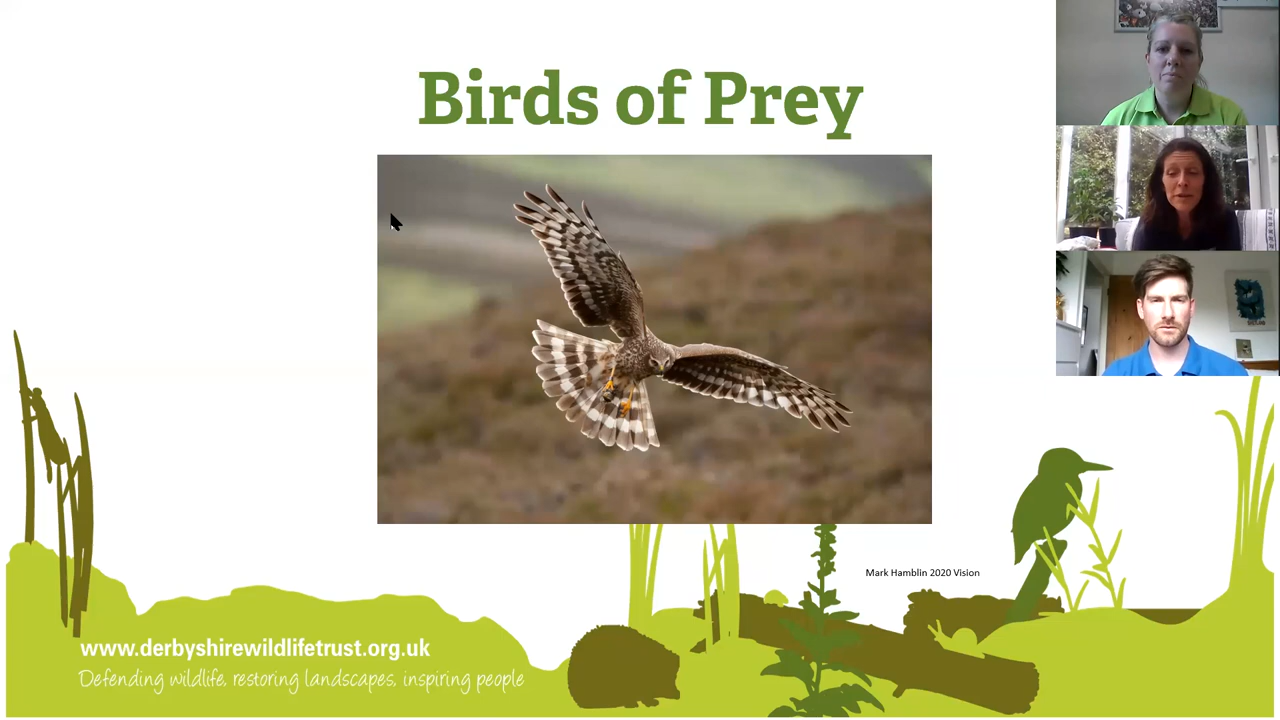 Birds of Prey
Mark Hamblin 2020 Vision
www.derbyshirewildlifetrust.org.uk
Defending wildlife, restoring landscapes, inspiring people